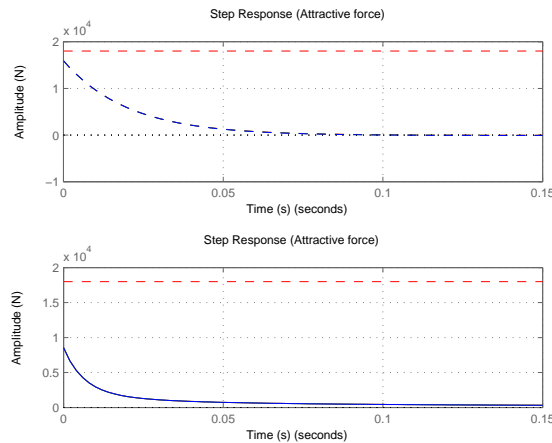 Step Response (Attractive force)
x 10^4
2
1
0
−1
Amplitude (N)
0
0.05
0.1
0.15
Time (s) (seconds)
Step Response (Attractive force)
x 10^4
2
1.5
1
0.5
0
Amplitude (N)
0
0.05
0.1
0.15
Time (s) (seconds)